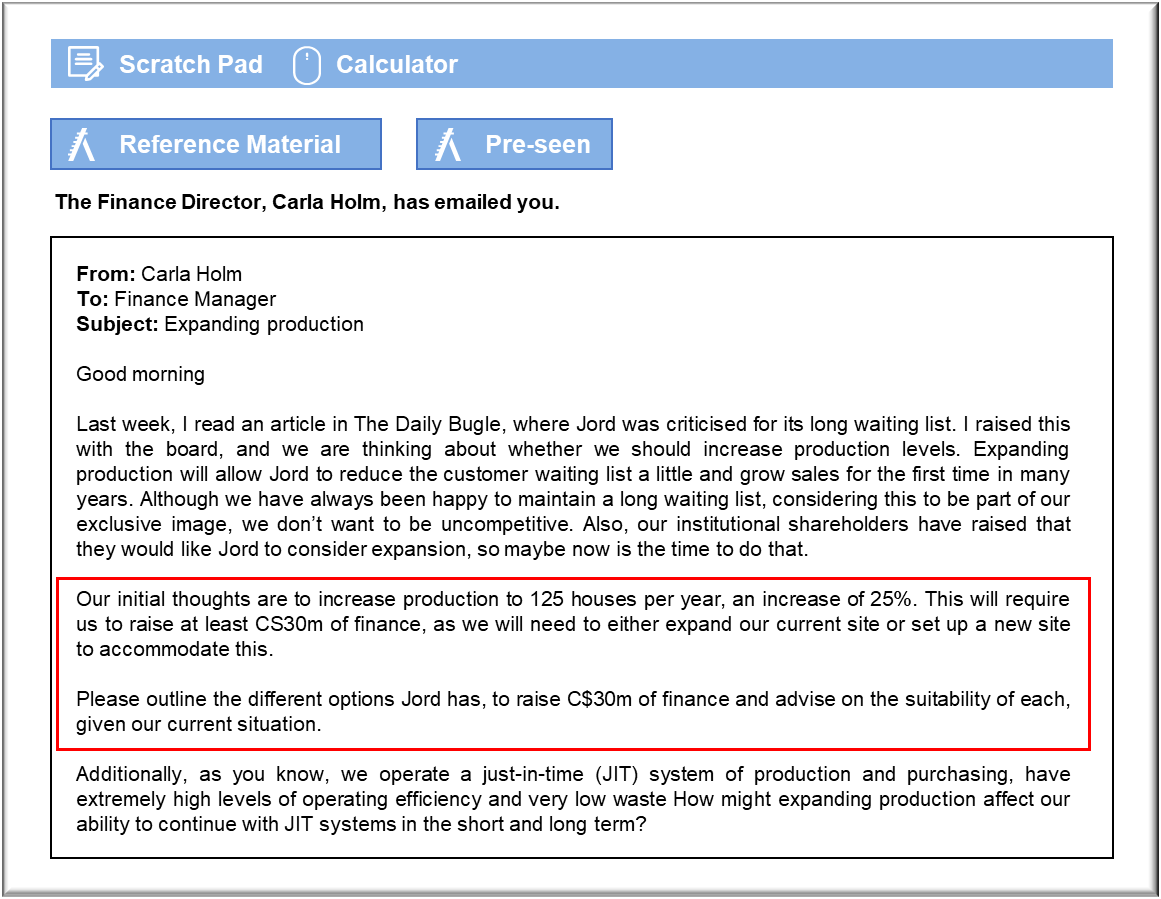 Scratch Pad Calculator
Reference Material Pre-seen
The Finance Director, Carla Holm, has emailed you.
From: Carla Holm
To: Finance Manager
Subject: Expanding production
Good morning
Last week, I read an article in The Daily Bugle, where Jord was criticised for its long waiting list. I raised this
with the board, and we are thinking about whether we should increase production levels. Expanding
production will allow Jord to reduce the customer waiting list a little and grow sales for the first time in many
years. Although we have always been happy to maintain a long waiting list, considering this to be part of our
exclusive image, we don’t want to be uncompetitive. Also, our institutional shareholders have raised that
they would like Jord to consider expansion, so maybe now is the time to do that.
Our initial thoughts are to increase production to 125 houses per year, an increase of 25%. This will require
us to raise at least CS30m of finance, as we will need to either expand our current site or set up a new site
to accommodate this.
Please outline the different options Jord has, to raise C$30m of finance and advise on the suitability of each,
given our current situation.
Additionally, as you know, we operate a just-in-time (JIT) system of production and purchasing, have
extremely high levels of operating efficiency and very low waste How might expanding production affect our
ability to continue with JIT systems in the short and long term?